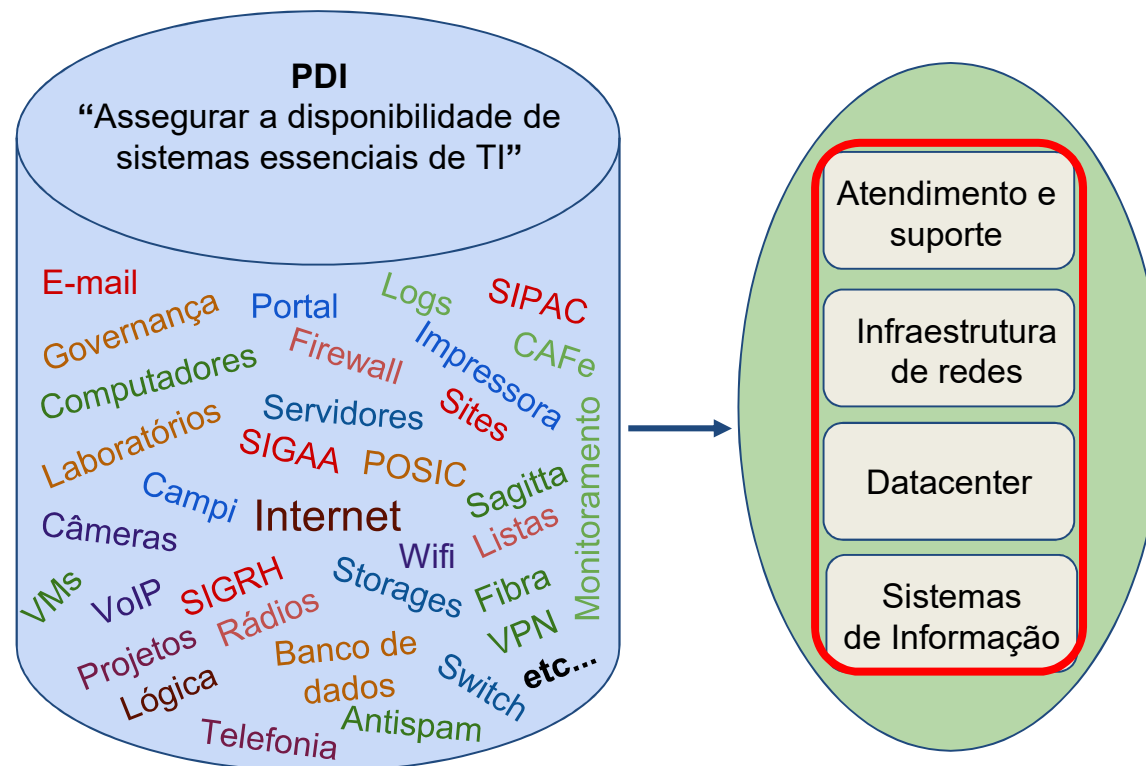 PDI
“Assegurar a disponibilidade de
sistemas essenciais de TI”
E-mail
Governança
Portal
Logs
SIPAC
Computadores
Firewall
Impressora
CAFe
Laboratórios
Servidores
Sites
Monitoramento
SIGAA
POSIC
Campi
Internet
Sagitta
Câmeras
Wifi
Listas
VMs
VoIP
SIGRH
Storages
Fibra
Projetos
Rádios
VPN
Lógica
Banco de
dados
Switch
etc...
Telefonia
Antispam
Atendimento e
suporte
Infraestrutura
de redes
Datacenter
Sistemas
de Informação